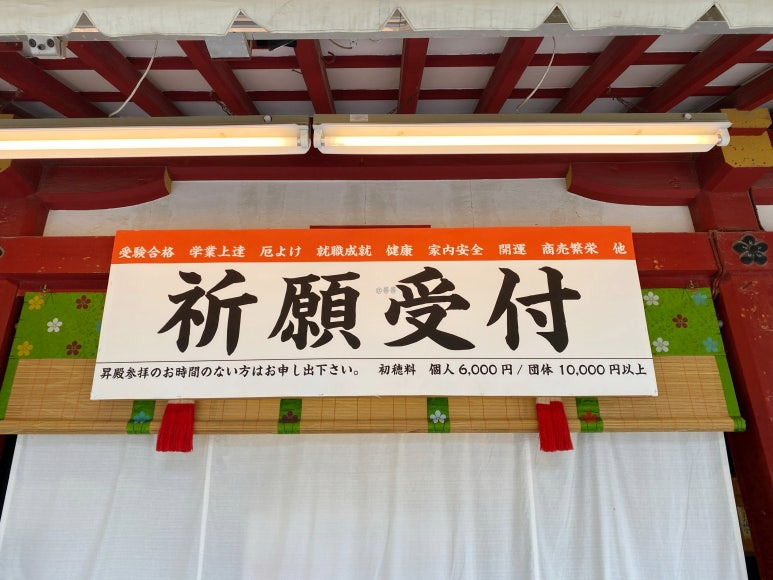 受験合格 学業上達 厄よけ 就職成就 健康 家内安全 開運 商売繁栄 他
祈願受付
昇殿参拝のお時間のない方はお申し出下さい。 初穂料 個人 6,000 円 / 団体 10,000 円以上